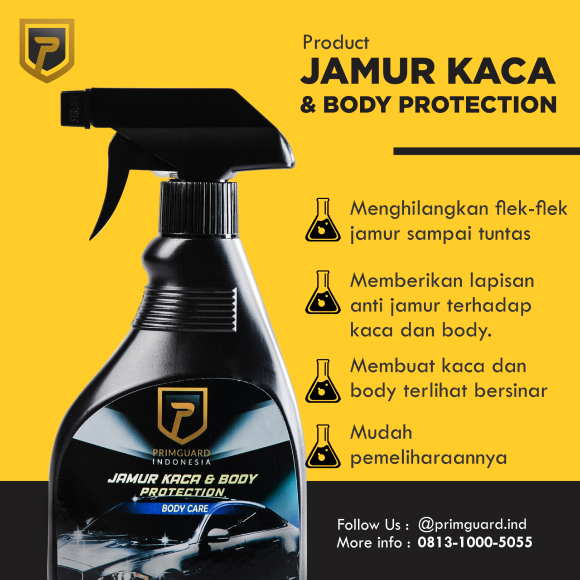 Product
JAMUR KACA
& BODY PROTECTION
Menghilangkan flek-flek
jamur sampai tuntas
Memberikan lapisan
anti jamur terhadap
kaca dan body.
Membuat kaca dan
body terlihat bersinar
Mudah
pemeliharaannya
PRIMGUARD
INDONESIA
JAMUR KACA & BODY
PROTECTION
BODY CARE
Follow Us : @primguard.ind
More info : 0813-1000-5055